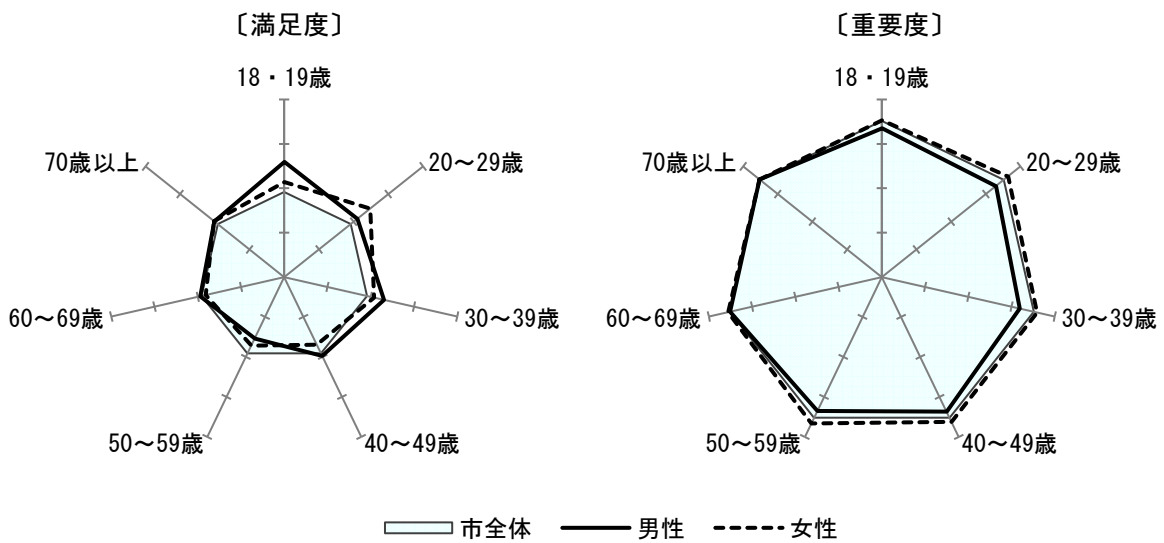 〔満足度〕
18・19歳
20～29歳
30～39歳
40～49歳
50～59歳
60～69歳
70歳以上
〔重要度〕
18・19歳
20～29歳
30～39歳
40～49歳
50～59歳
60～69歳
70歳以上
市全体 男性 女性